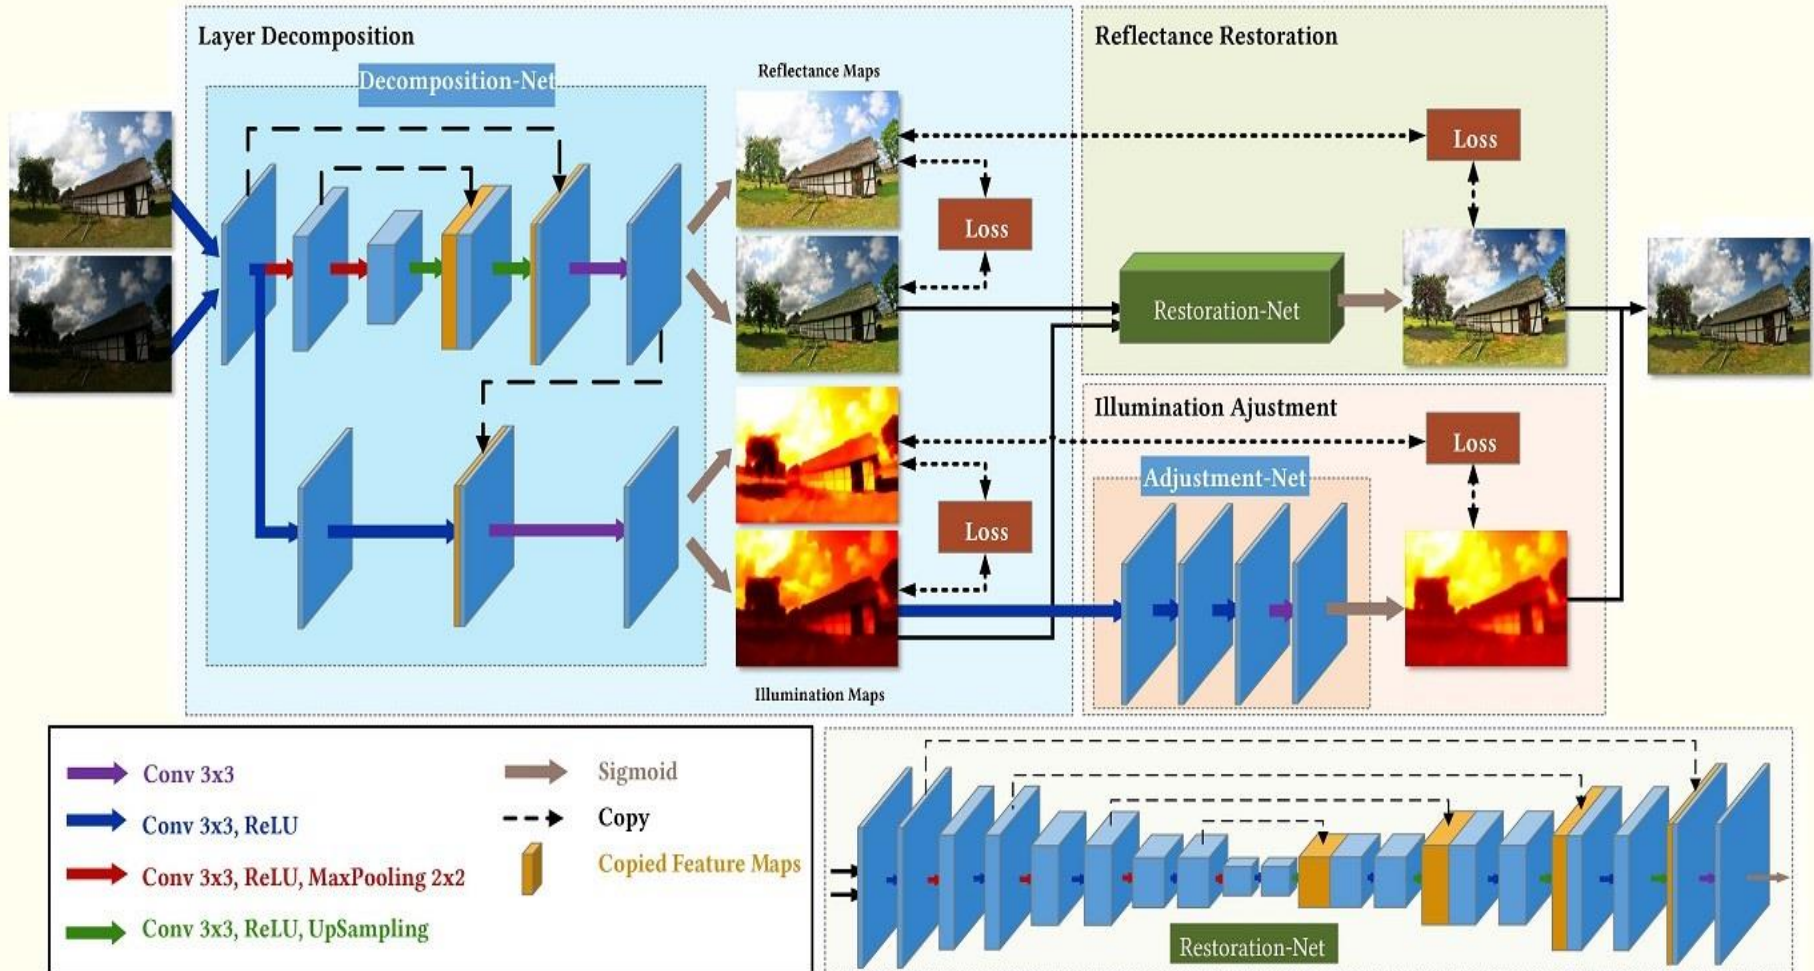 Layer Decomposition
Decomposition-Net
Reflectance Maps
Loss
Loss
Illumination Maps
Reflectance Restoration
Loss
Restoration-Net
Illumination Ajustment
Loss
Adjustment-Net
Conv 3x3
Conv 3x3, ReLU
Conv 3x3, ReLU, MaxPooling 2x2
Conv 3x3, ReLU, UpSampling
Sigmoid
Copy
Copied Feature Maps
Restoration-Net